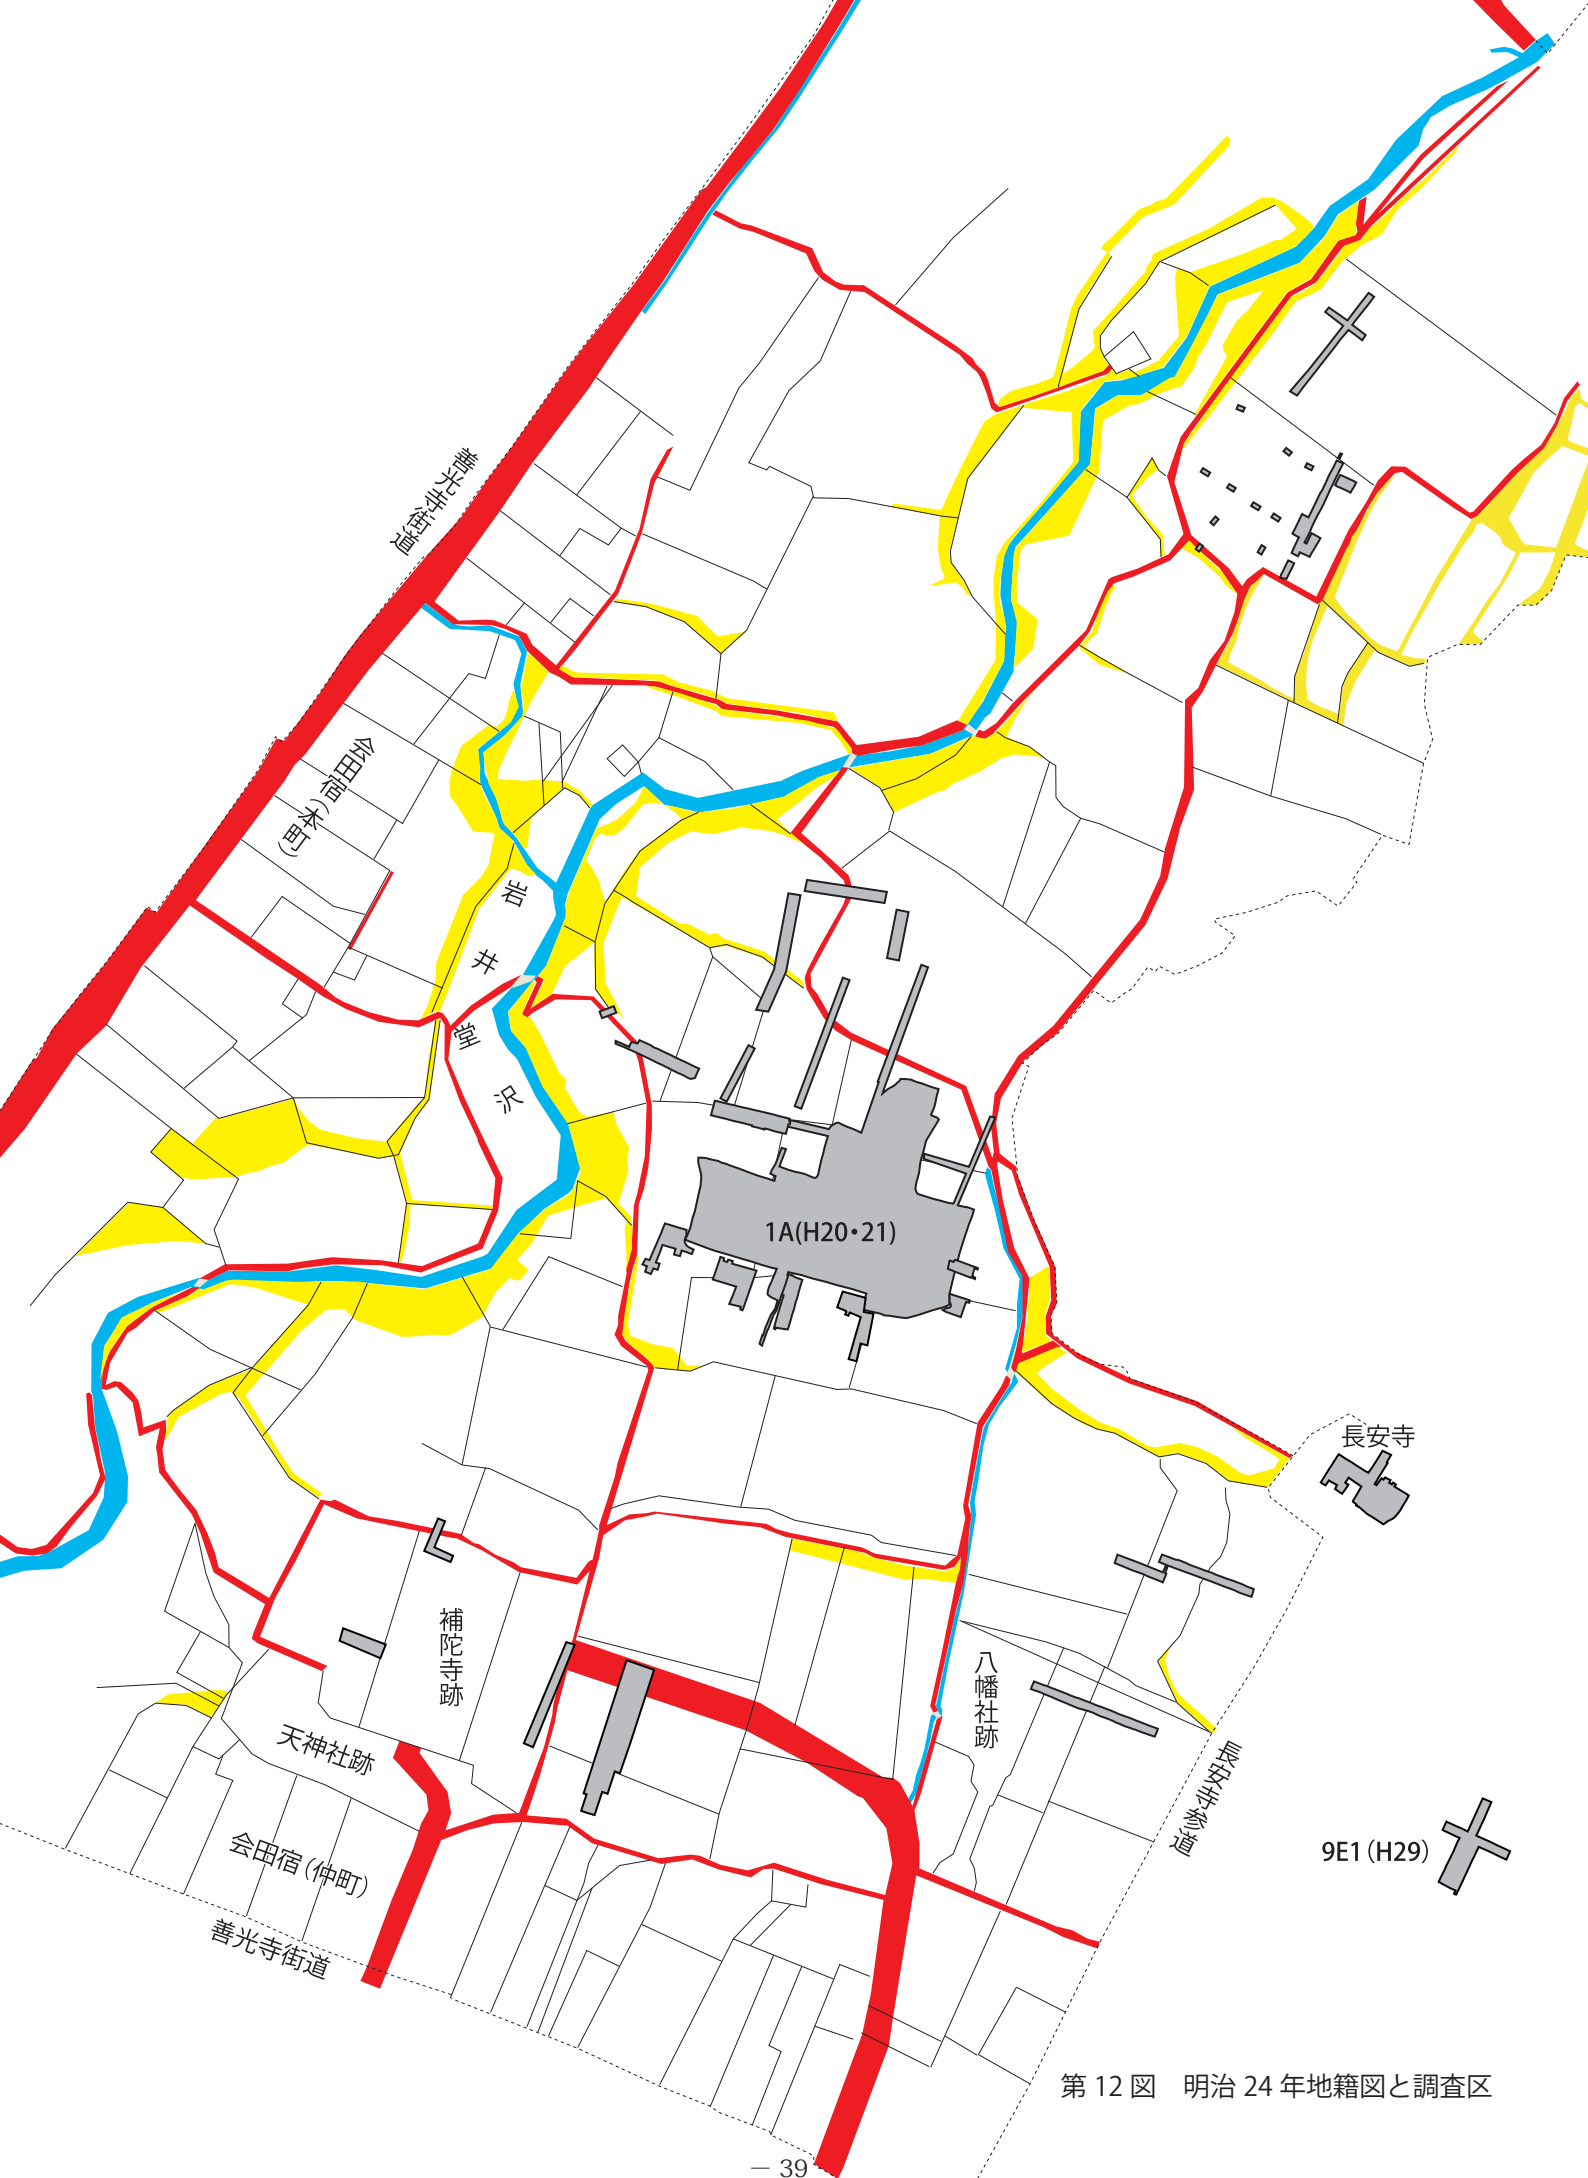 善光寺街道
会田宿（本町）
岩井堂沢
1A(H20・21)
長安寺
補陀寺跡
八幡社跡
天神社跡
長安寺参道
会田宿（仲町）
9E1（H29）
善光寺街道
第 12 図　明治 24 年地籍図と調査区
－ 39